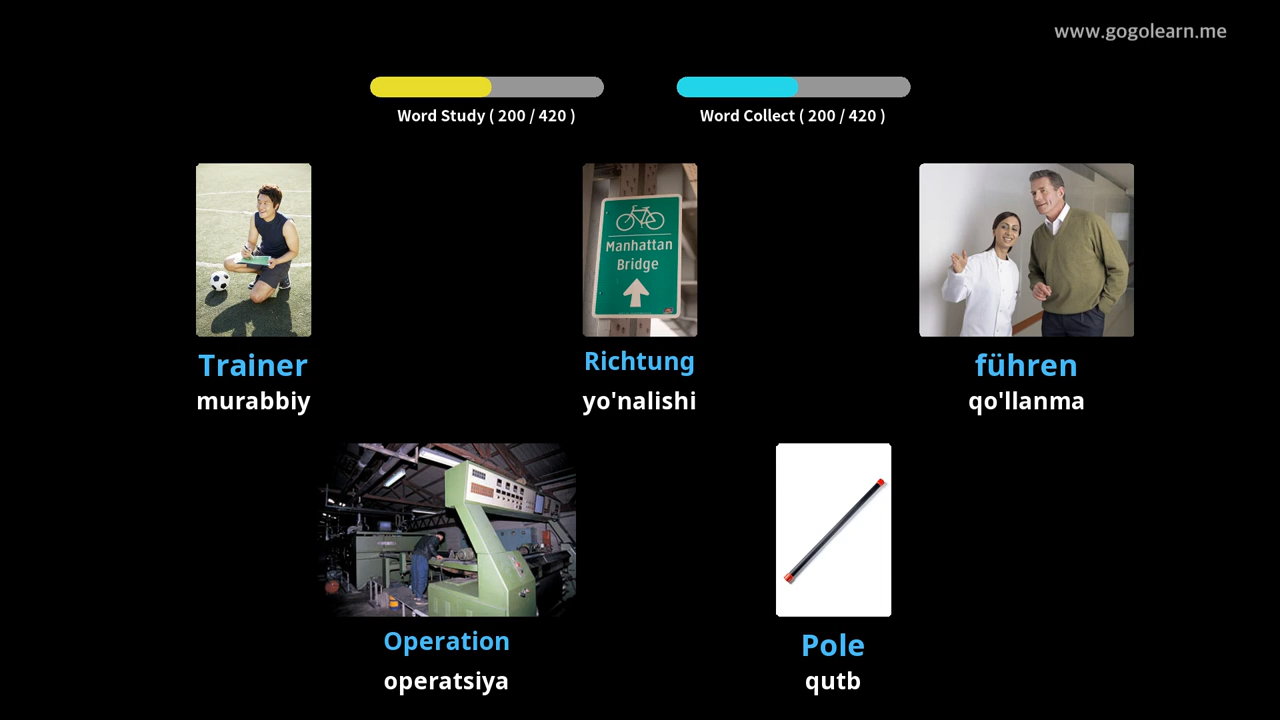 www.gogolearn.me
Word Study ( 200 / 420 )
Word Collect ( 200 / 420 )
Manhattan
Bridge
Trainer
murabbiy
Richtung
yo'nalishi
führen
qo'llanma
Operation
operatsiya
Pole
qutb